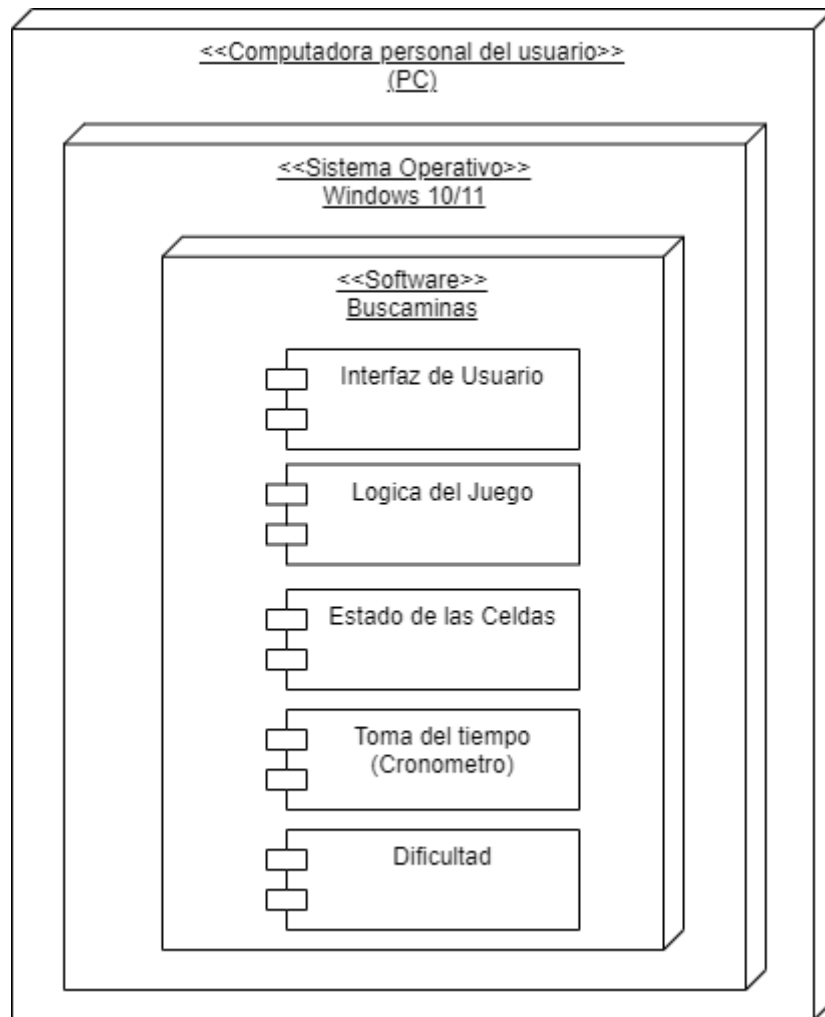 <<Computadora personal del usuario>>
(PC)
<<Sistema Operativo>>
Windows 10/11
<<Software>>
Buscaminas
Interfaz de Usuario
Logica del Juego
Estado de las Celdas
Toma del tiempo
(Cronometro)
Dificultad